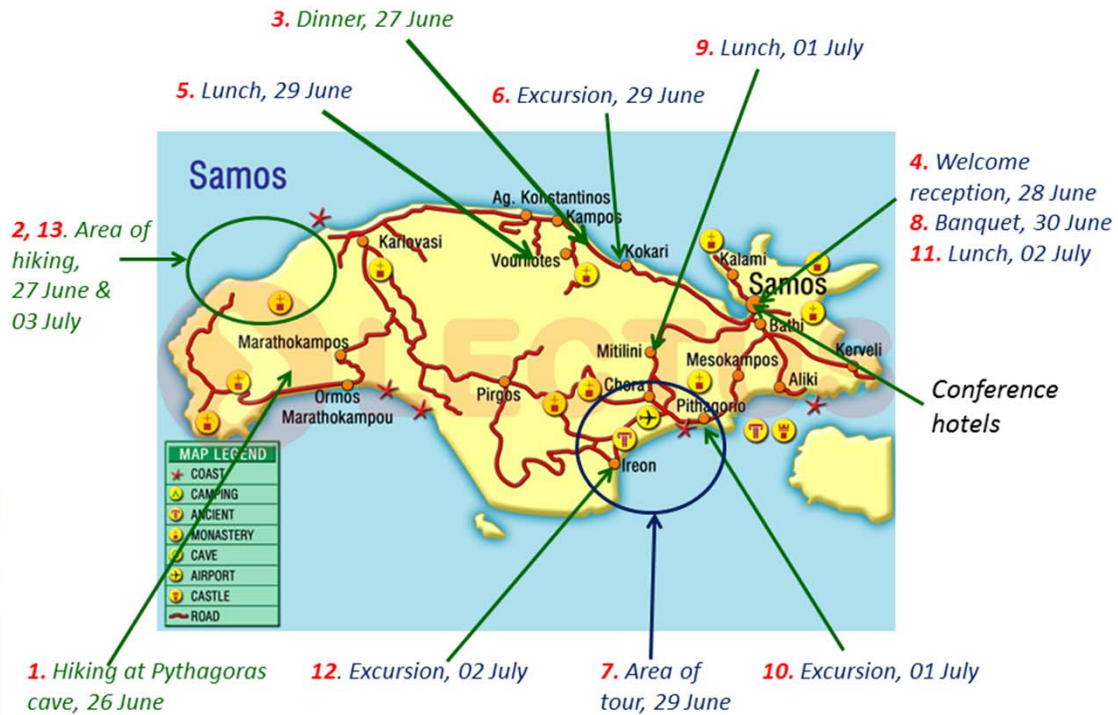 3. Dinner, 27 June
9. Lunch, 01 July
5. Lunch, 29 June
6. Excursion, 29 June
4. Welcome
reception, 28 June
8. Banquet, 30 June
11. Lunch, 02 July
2, 13. Area of
hiking,
27 June &
03 July
Samos
Ag. Konstantinos
Kampos
Karlovasi
Vourliotes
Kokari
Kalami
Samos
Bathi
Marathokampos
Mitilini
Mesokampos
Kerveli
Pirgos
Chora
Aliki
Ormos
Marathokampou
Pithagorio
Ireon
Conference
hotels
MAP LEGEND
COAST
CAMPING
ANCIENT
MONASTERY
CAVE
AIRPORT
CASTLE
ROAD
LECTUS
1. Hiking at Pythagoras
cave, 26 June
12. Excursion, 02 July
7. Area of
tour, 29 June
10. Excursion, 01 July